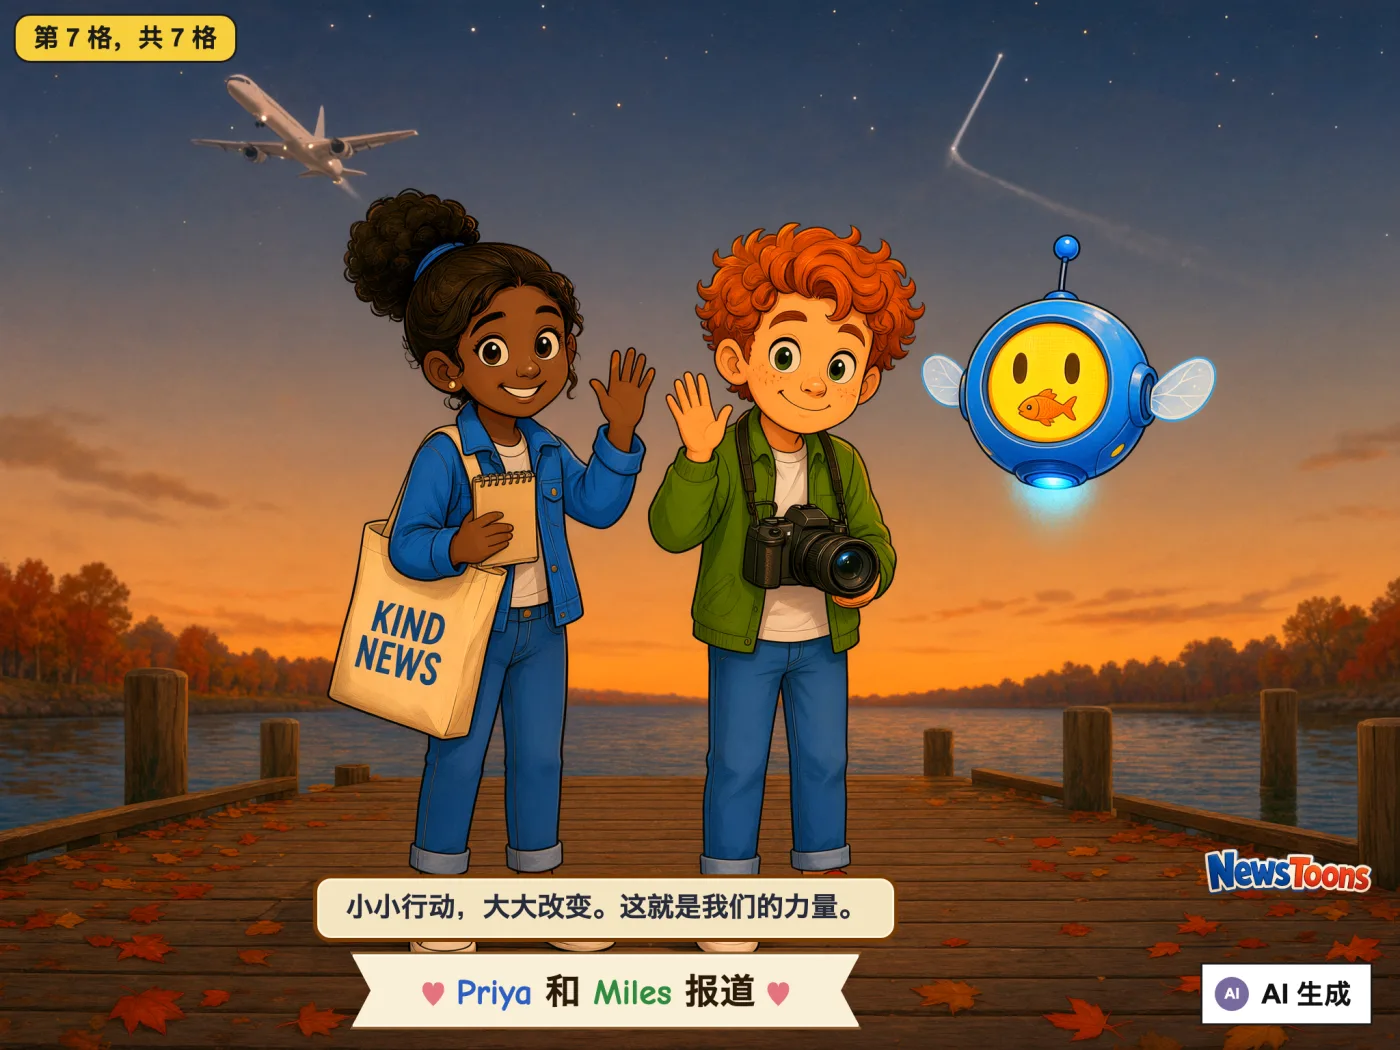 第 7 格，共 7 格
KIND
NEWS
NewsToons
小小行动，大大改变。这就是我们的力量。
Priya 和 Miles 报道
AI AI 生成